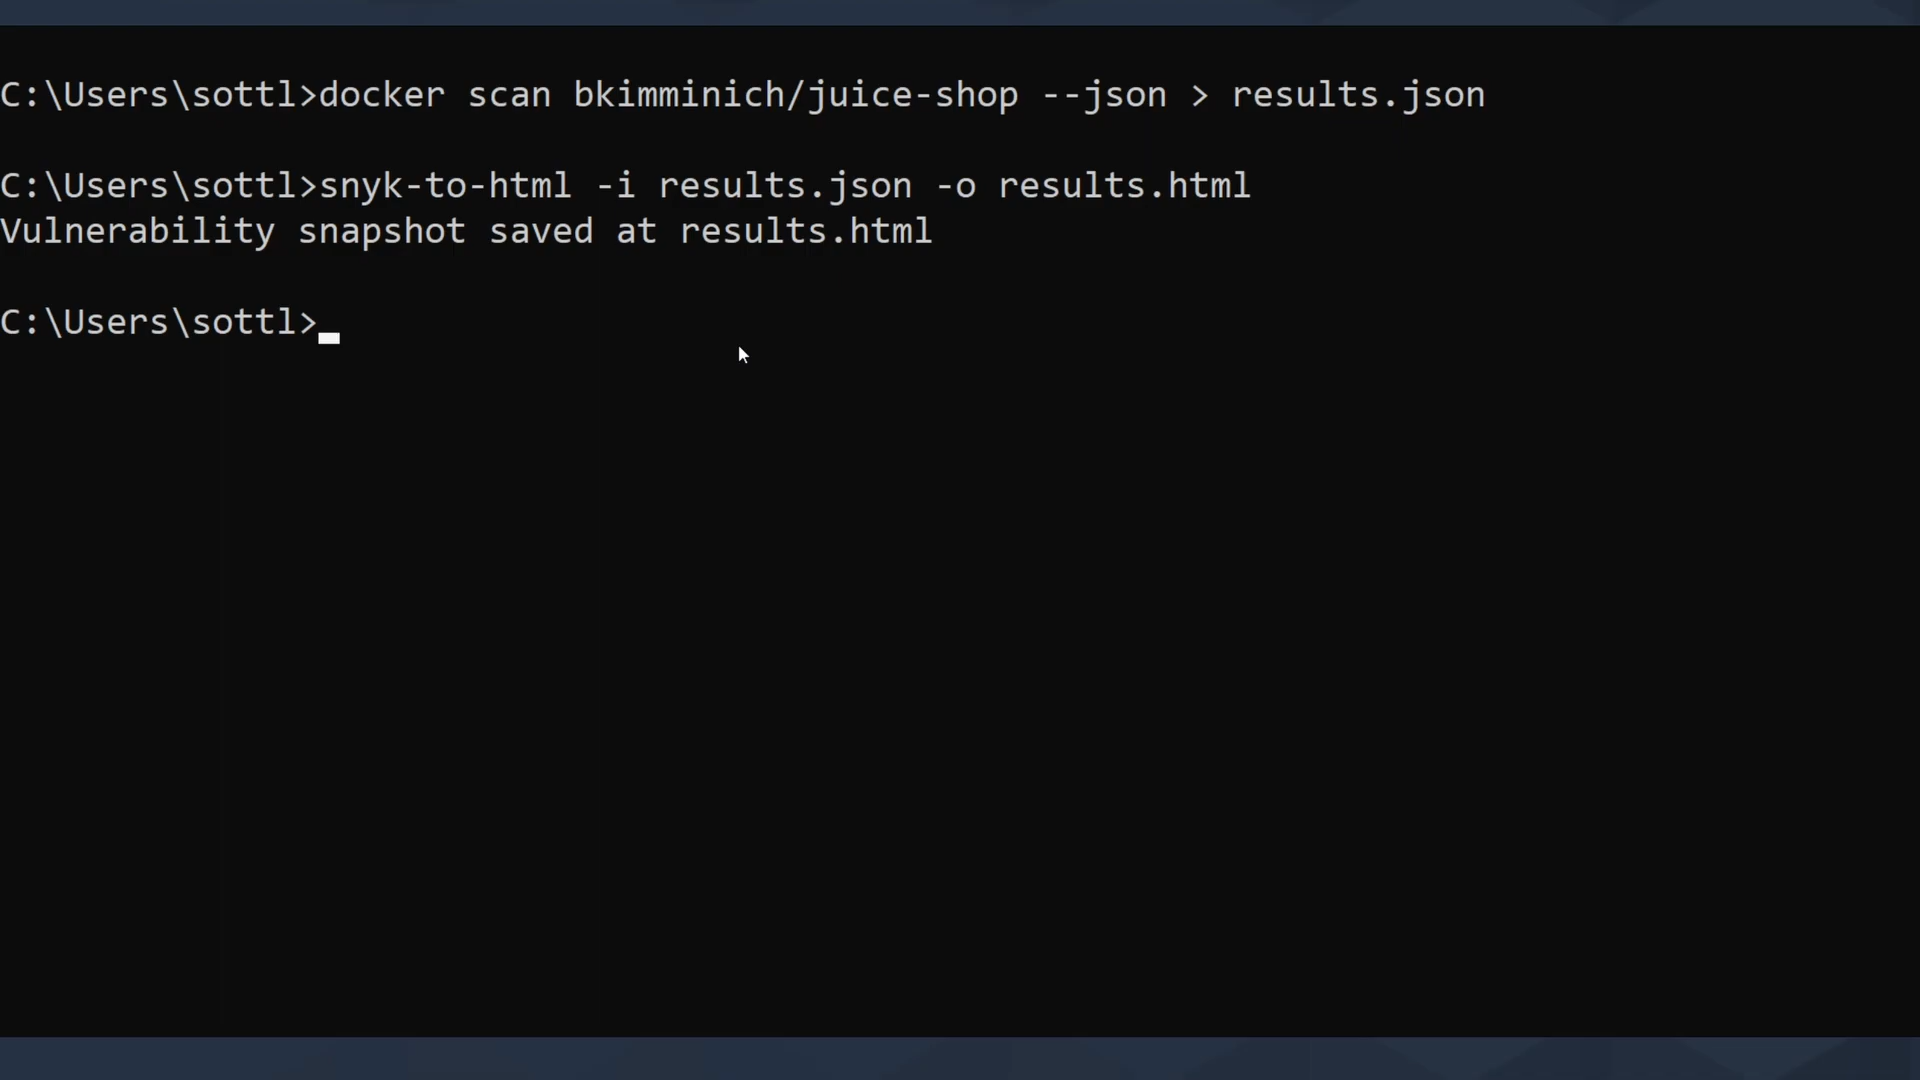 C:\Users\sottl>docker scan bkimminich/juice-shop --json > results.json
C:\Users\sottl>snyk-to-html -i results.json -o results.html
Vulnerability snapshot saved at results.html
C:\Users\sottl>